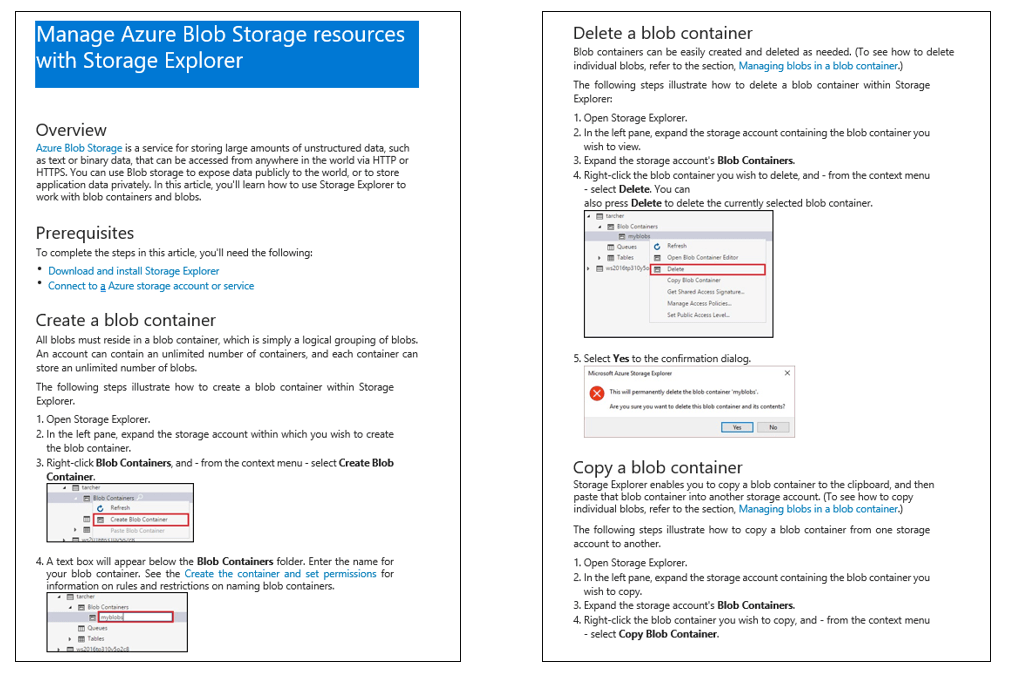 Manage Azure Blob Storage resources
with Storage Explorer
Overview
Azure Blob Storage is a service for storing large amounts of unstructured data, such
as text or binary data, that can be accessed from anywhere in the world via HTTP or
HTTPS. You can use Blob storage to expose data publicly to the world, or to store
application data privately. In this article, you'll learn how to use Storage Explorer to
work with blob containers and blobs.
Prerequisites
To complete the steps in this article, you'll need the following:
• Download and install Storage Explorer
• Connect to a Azure storage account or service
Create a blob container
All blobs must reside in a blob container, which is simply a logical grouping of blobs.
An account can contain an unlimited number of containers, and each container can
store an unlimited number of blobs.
The following steps illustrate how to create a blob container within Storage
Explorer.
1. Open Storage Explorer.
2. In the left pane, expand the storage account within which you wish to create
the blob container.
3. Right-click Blob Containers, and - from the context menu - select Create Blob
Container.
tarcher
Blob Containers
Refresh
Create Blob Container
Paste Blob Container
4. A text box will appear below the Blob Containers folder. Enter the name for
your blob container. See the Create the container and set permissions for
information on rules and restrictions on naming blob containers.
tarcher
Blob Containers
myblobs
Queues
Tables
ws2016tp310y5o2c8
Delete a blob container
Blob containers can be easily created and deleted as needed. (To see how to delete
individual blobs, refer to the section, Managing blobs in a blob container.)
The following steps illustrate how to delete a blob container within Storage
Explorer:
1. Open Storage Explorer.
2. In the left pane, expand the storage account containing the blob container you
wish to view.
3. Expand the storage account's Blob Containers.
4. Right-click the blob container you wish to delete, and - from the context menu
- select Delete. You can
also press Delete to delete the currently selected blob container.
tarcher
Blob Containers
myblobs
Queues
Refresh
Tables
Open Blob Container Editor
ws2016tp310y5o
Delete
Copy Blob Container
Get Shared Access Signature...
Manage Access Policies...
Set Public Access Level...
5. Select Yes to the confirmation dialog.
Microsoft Azure Storage Explorer
This will permanently delete the blob container 'myblobs'.
Are you sure you want to delete this blob container and its contents?
Yes No
Copy a blob container
Storage Explorer enables you to copy a blob container to the clipboard, and then
paste that blob container into another storage account. (To see how to copy
individual blobs, refer to the section, Managing blobs in a blob container.)
The following steps illustrate how to copy a blob container from one storage
account to another.
1. Open Storage Explorer.
2. In the left pane, expand the storage account containing the blob container you
wish to copy.
3. Expand the storage account's Blob Containers.
4. Right-click the blob container you wish to copy, and - from the context menu
- select Copy Blob Container.